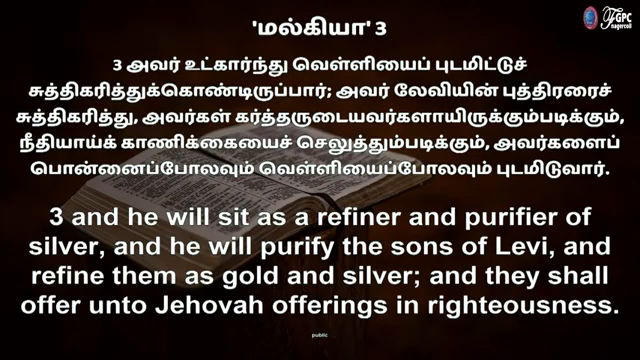 'மல்கியா' 3
GPC
nagercoil
3 அவர் உட்கார்ந்து வெள்ளியைப் புடமிட்டுச்
சுத்திகரித்துக்கொண்டிருப்பார்; அவர் லேவியின் புத்திரரைச்
சுத்திகரித்து, அவர்கள் கர்த்தருடையவர்களாயிருக்கும்படிக்கும்,
நீதியாய்க் காணிக்கையைச் செலுத்தும்படிக்கும், அவர்களைப்
பொன்னைப்போலவும் வெள்ளியைப்போலவும் புடமிடுவார்.
3 and he will sit as a refiner and purifier of
silver, and he will purify the sons of Levi, and
refine them as gold and silver; and they shall
offer unto Jehovah offerings in righteousness.
public